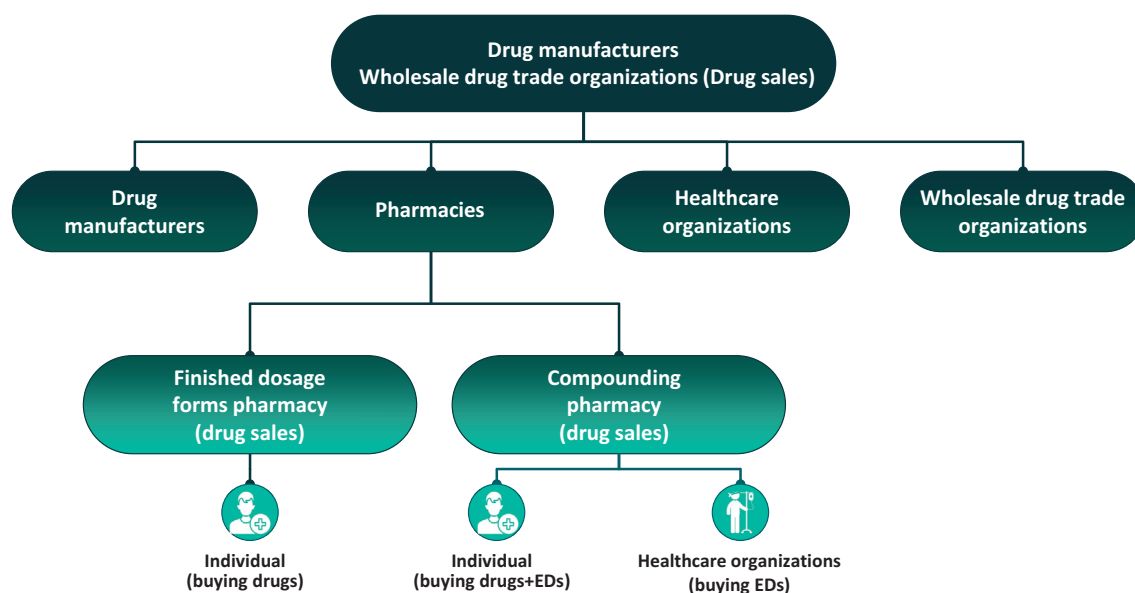 Drug manufacturers
Wholesale drug trade organizations (Drug sales)
Drug
manufacturers
Pharmacies
Healthcare
organizations
Wholesale drug trade
organizations
Finished dosage
forms pharmacy
(drug sales)
Compounding
pharmacy
(drug sales)
Individual
(buying drugs)
Individual
(buying drugs+EDs)
Healthcare organizations
(buying EDs)